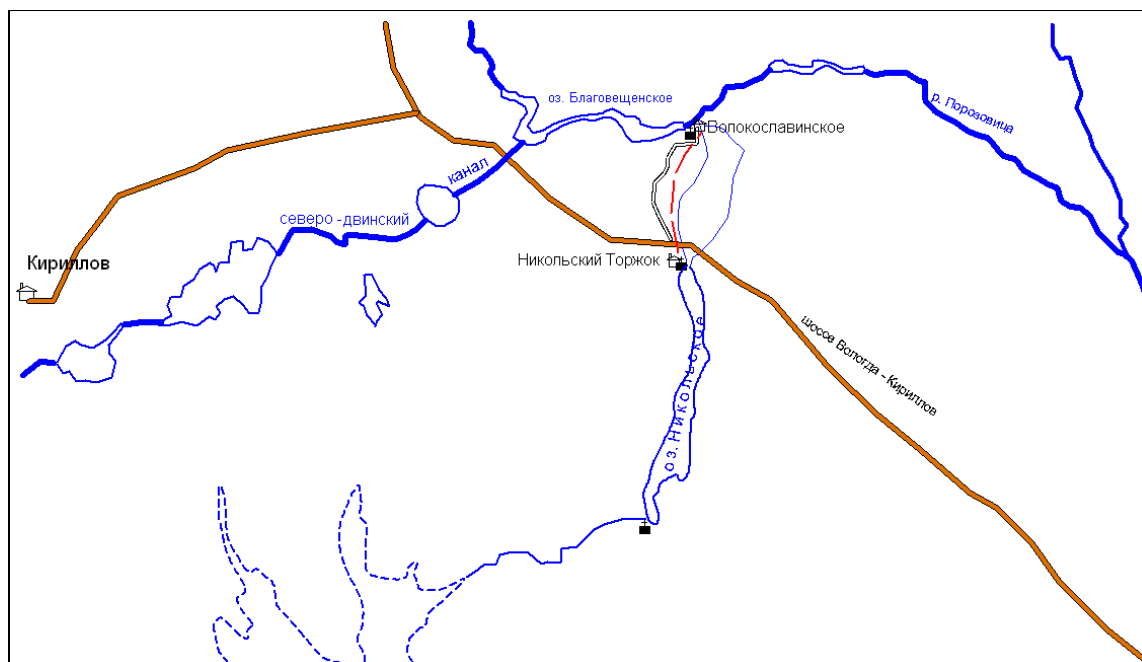 оз. Благовещенское
Волокославинское
р. Порозовица
канал
северо -двинский
Кириллов
Никольский Торжок
оз. Никольское
шоссе Вологда - Кириллов